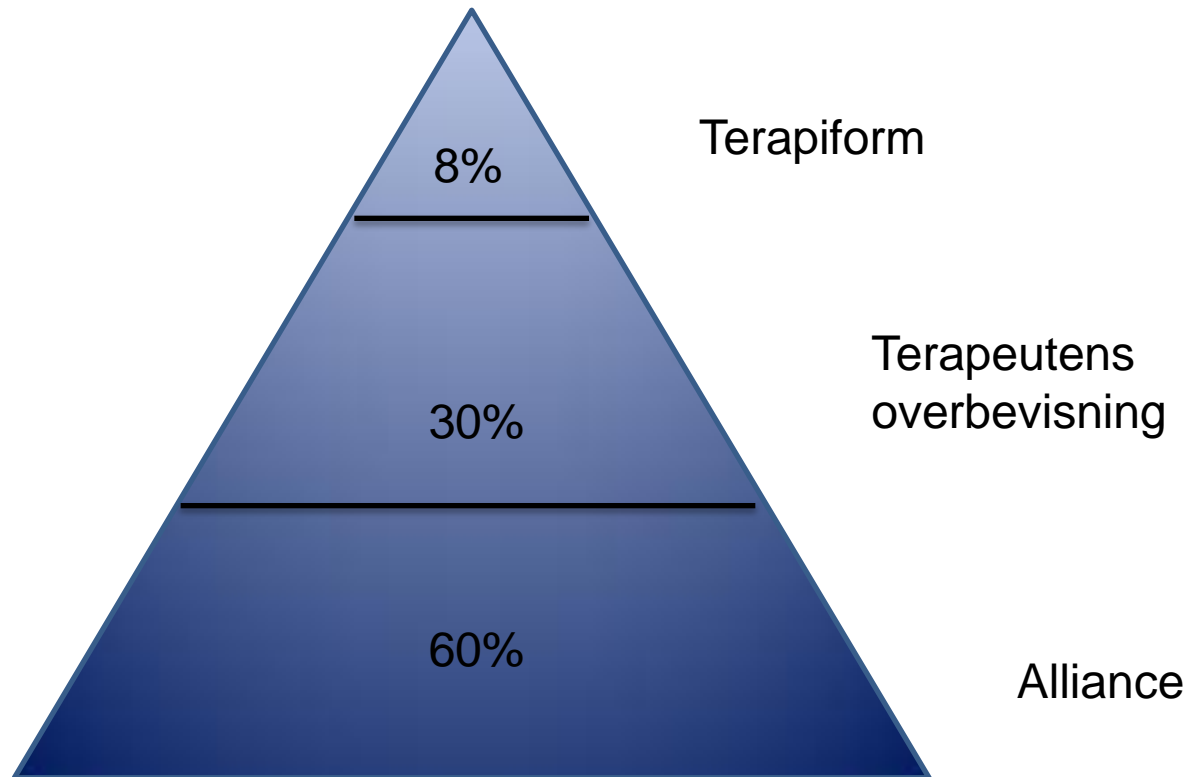 Terapiform
8%
Terapeutens
overbevisning
30%
60%
Alliance